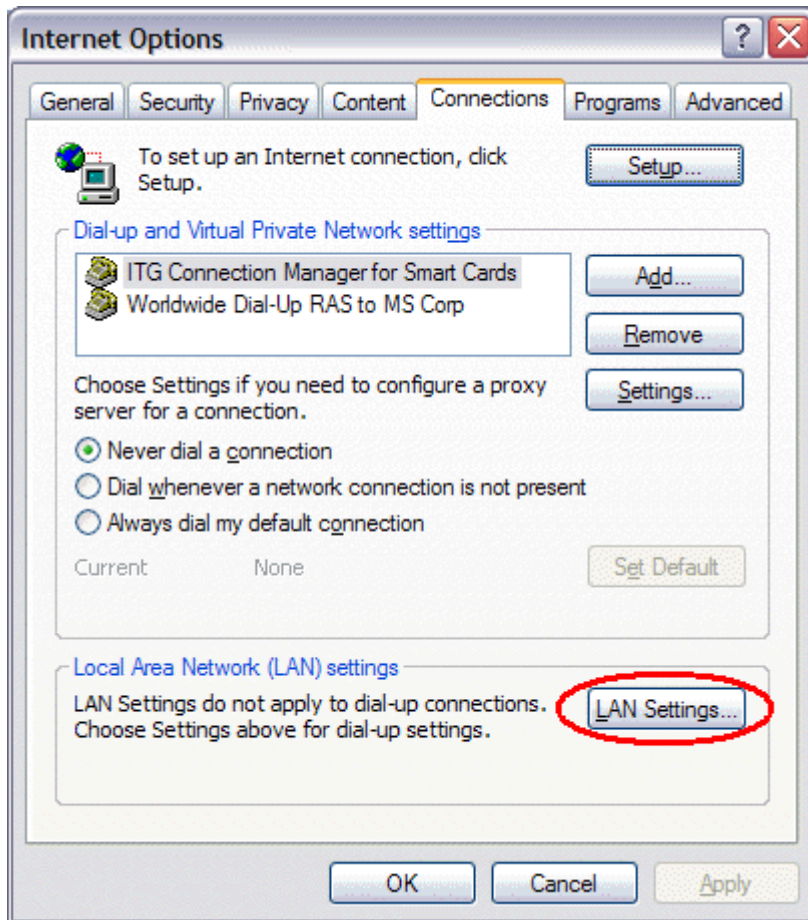 Internet Options
?
General Security Privacy Content Connections Programs Advanced
To set up an Internet connection, click
Setup.
Setup...
Dial-up and Virtual Private Network settings
ITG Connection Manager for Smart Cards
Worldwide Dial-Up RAS to MS Corp
Add...
Remove
Choose Settings if you need to configure a proxy
server for a connection.
Settings...
Never dial a connection
Dial whenever a network connection is not present
Always dial my default connection
Current None
Set Default
Local Area Network (LAN) settings
LAN Settings do not apply to dial-up connections.
Choose Settings above for dial-up settings.
LAN Settings...
OK Cancel Apply